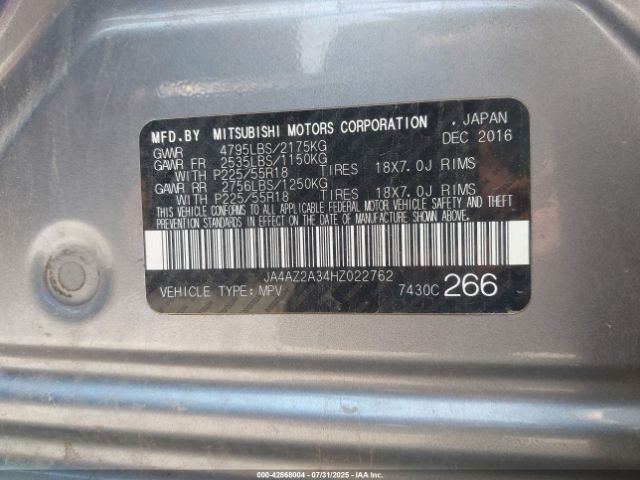 MFD.BY MITSUBISHI MOTORS CORPORATION . JAPAN
GVWR 4795LBS/2175KG DEC 2016
GAWR FR 2535LBS/1150KG
WITH P225/55R18 TIRES 18X7.0J RIMS
GAWR RR 2756LBS/1250KG
WITH P225/55R18 TIRES 18X7.0J RIMS
THIS VEHICLE CONFORMS TO ALL APPLICABLE FEDERAL MOTOR VEHICLE SAFETY AND THEFT
PREVENTION STANDARDS IN EFFECT ON THE DATE OF MANUFACTURE SHOWN ABOVE.
JA4AZ2A34HZ022762
VEHICLE TYPE: MPV 7430C 266
000-42868004 - 07/31/2025 - Copyright © IAA, LLC